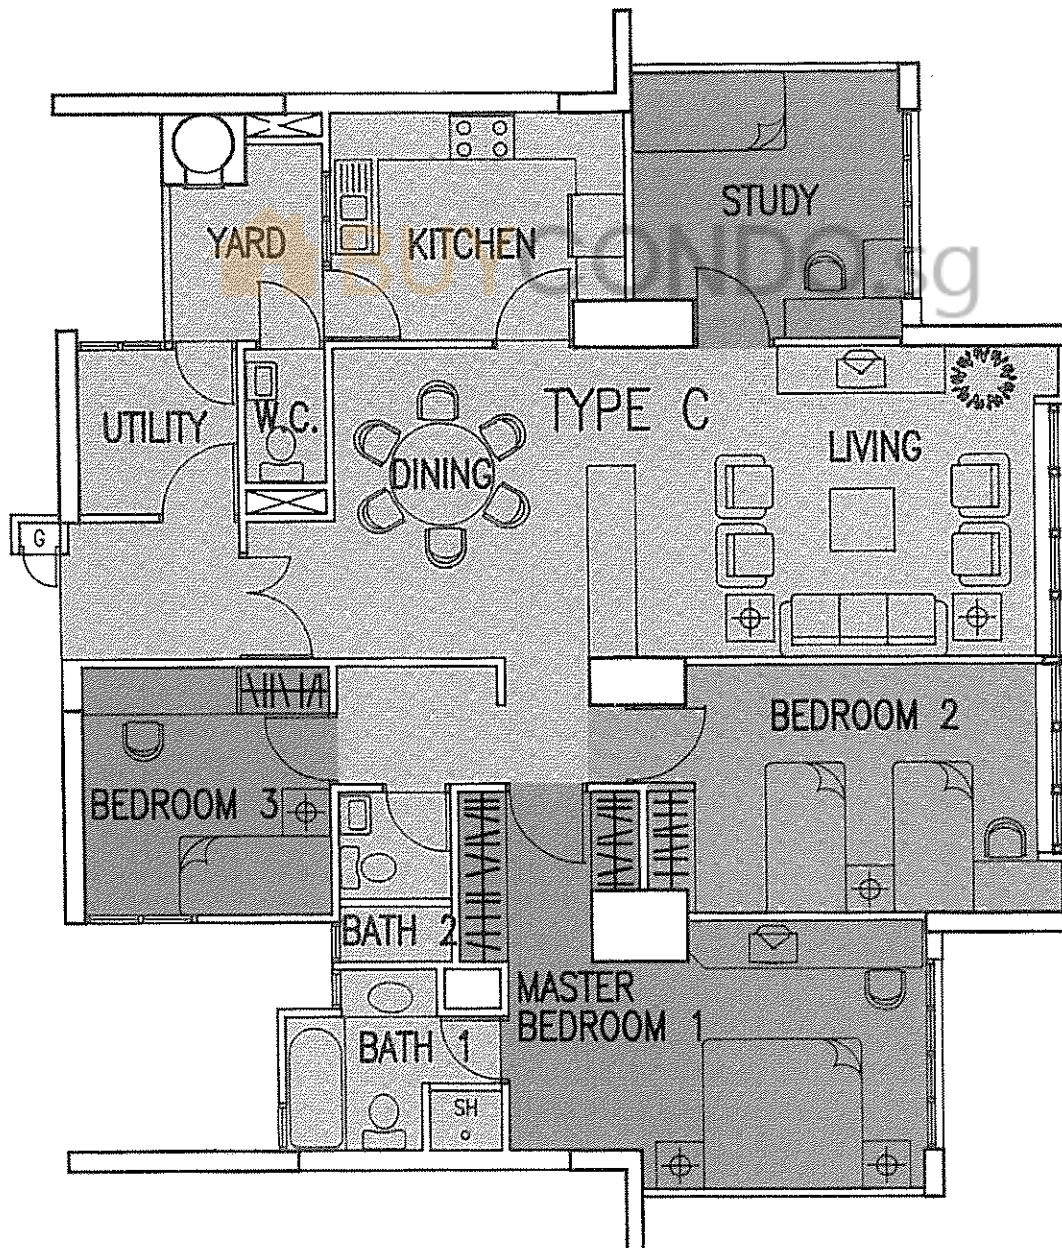 STUDY
YARD
KITCHEN
BUYCONDO.sg
TYPE C
UTILITY
W.C.
DINING
LIVING
G
BEDROOM 2
BEDROOM 3
BATH 2
MASTER
BEDROOM 1
BATH 1
SH